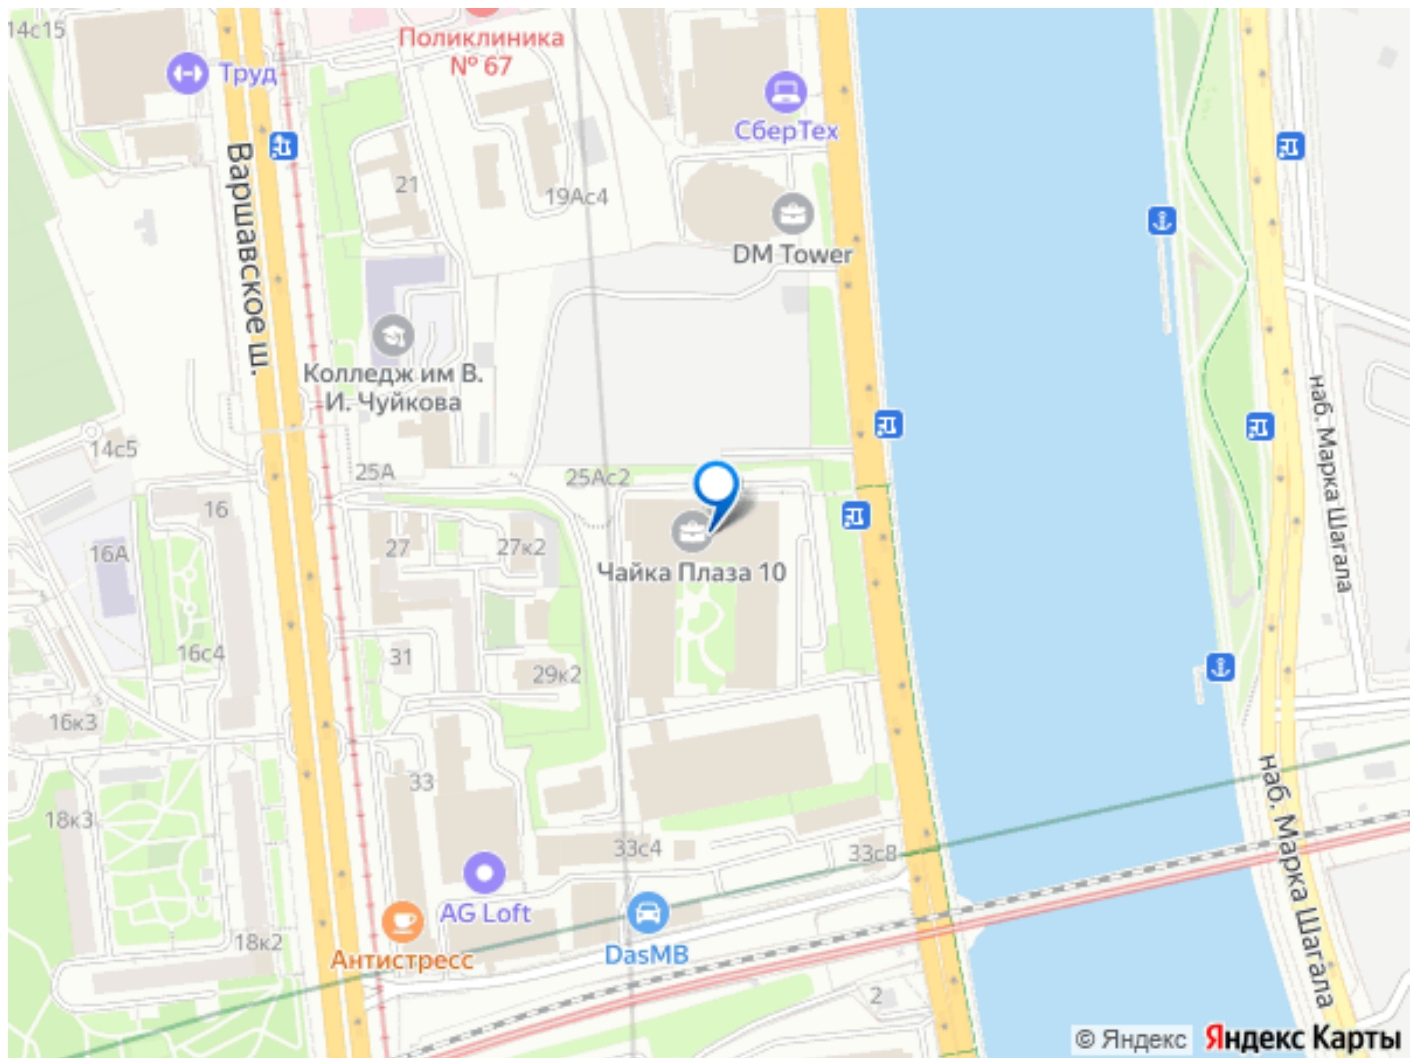 14с15
Поликлиника
№ 67
Труд
СберТех
Варшавское ш.
21
19Ас4
DM Tower
Колледж им В.
И. Чуйкова
наб. Марка Шагала
14с5
25А
25Ас2
16
16А
27
27к2
Чайка Плаза 10
16с4
31
29к2
16к3
33
наб. Марка Шагала
18к3
33с4
33с8
AG Loft
18к2
Антистресс
DasMB
2
© Яндекс Яндекс Карты